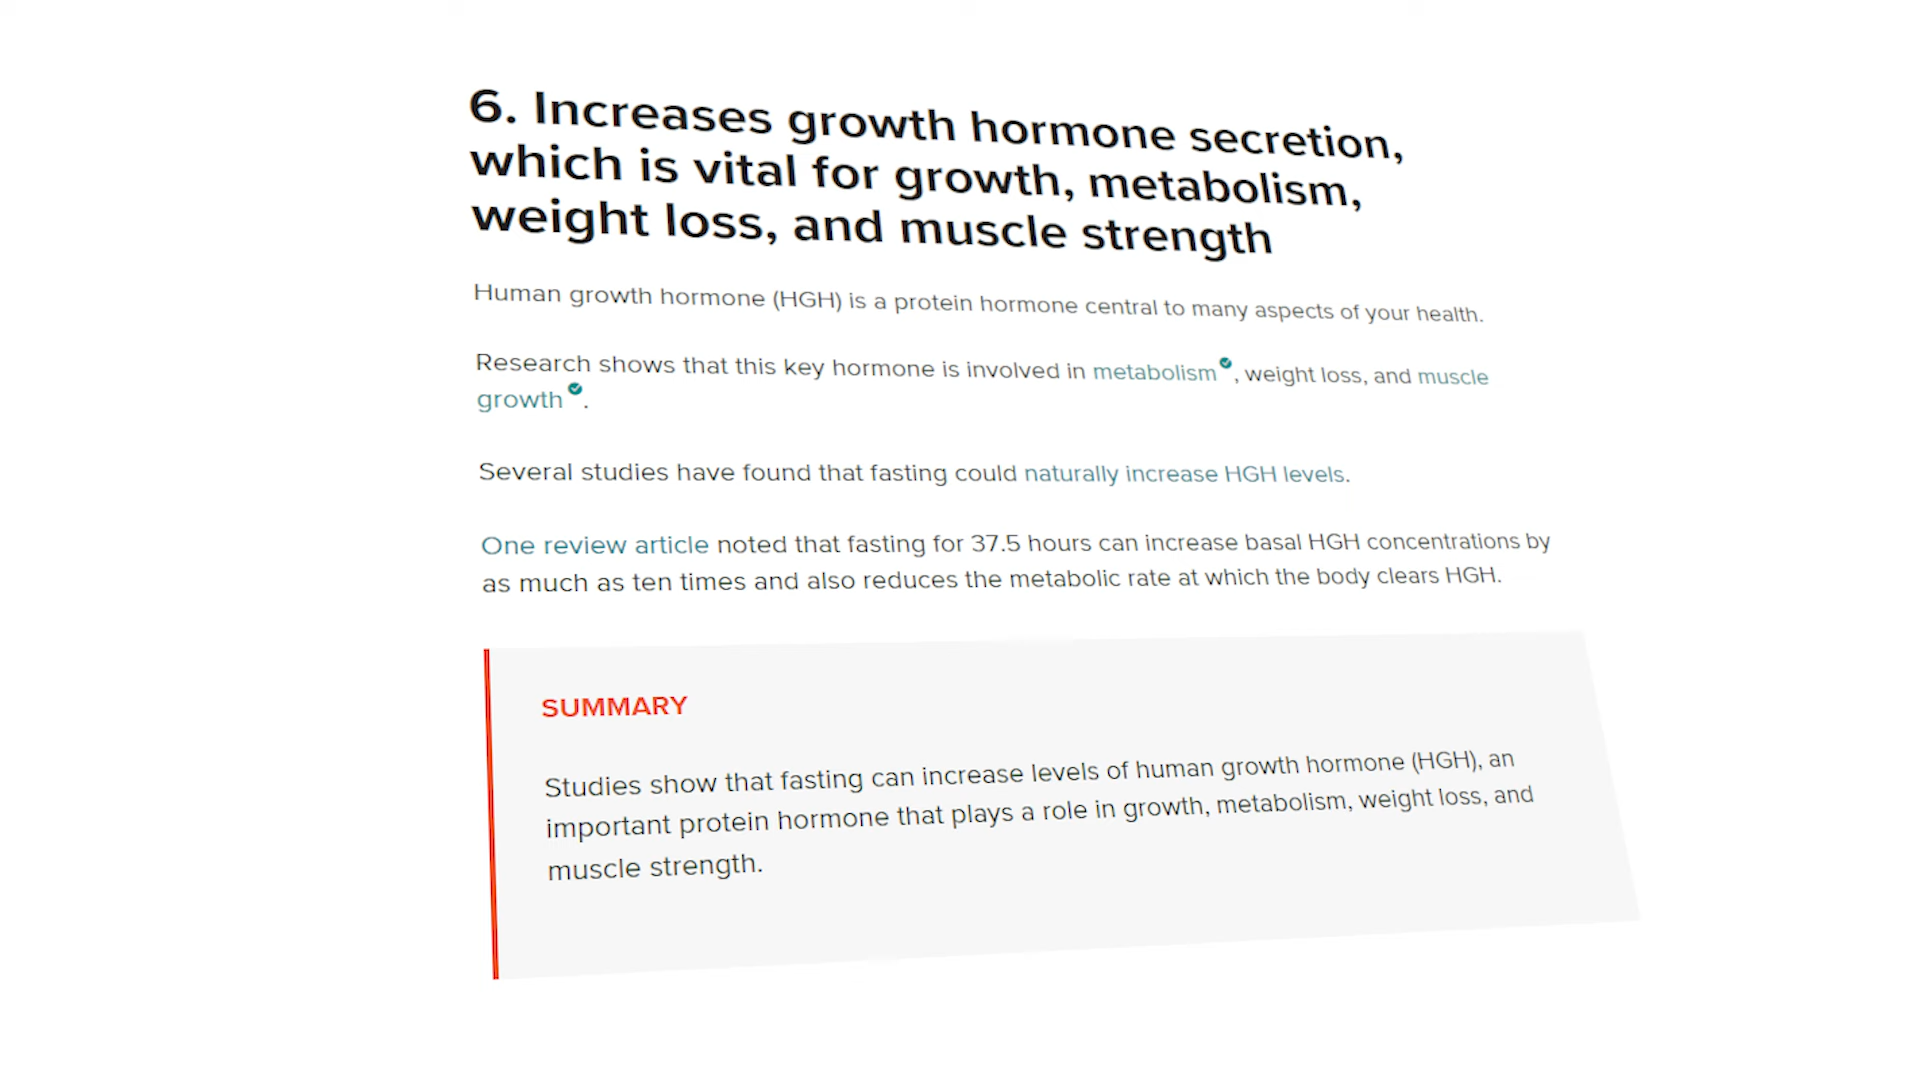 6. Increases growth hormone secretion,
which is vital for growth, metabolism,
weight loss, and muscle strength
Human growth hormone (HGH) is a protein hormone central to many aspects of your health.
Research shows that this key hormone is involved in metabolism, weight loss, and muscle
growth.
Several studies have found that fasting could naturally increase HGH levels.
One review article noted that fasting for 37.5 hours can increase basal HGH concentrations by
as much as ten times and also reduces the metabolic rate at which the body clears HGH.
SUMMARY
Studies show that fasting can increase levels of human growth hormone (HGH), an
important protein hormone that plays a role in growth, metabolism, weight loss, and
muscle strength.